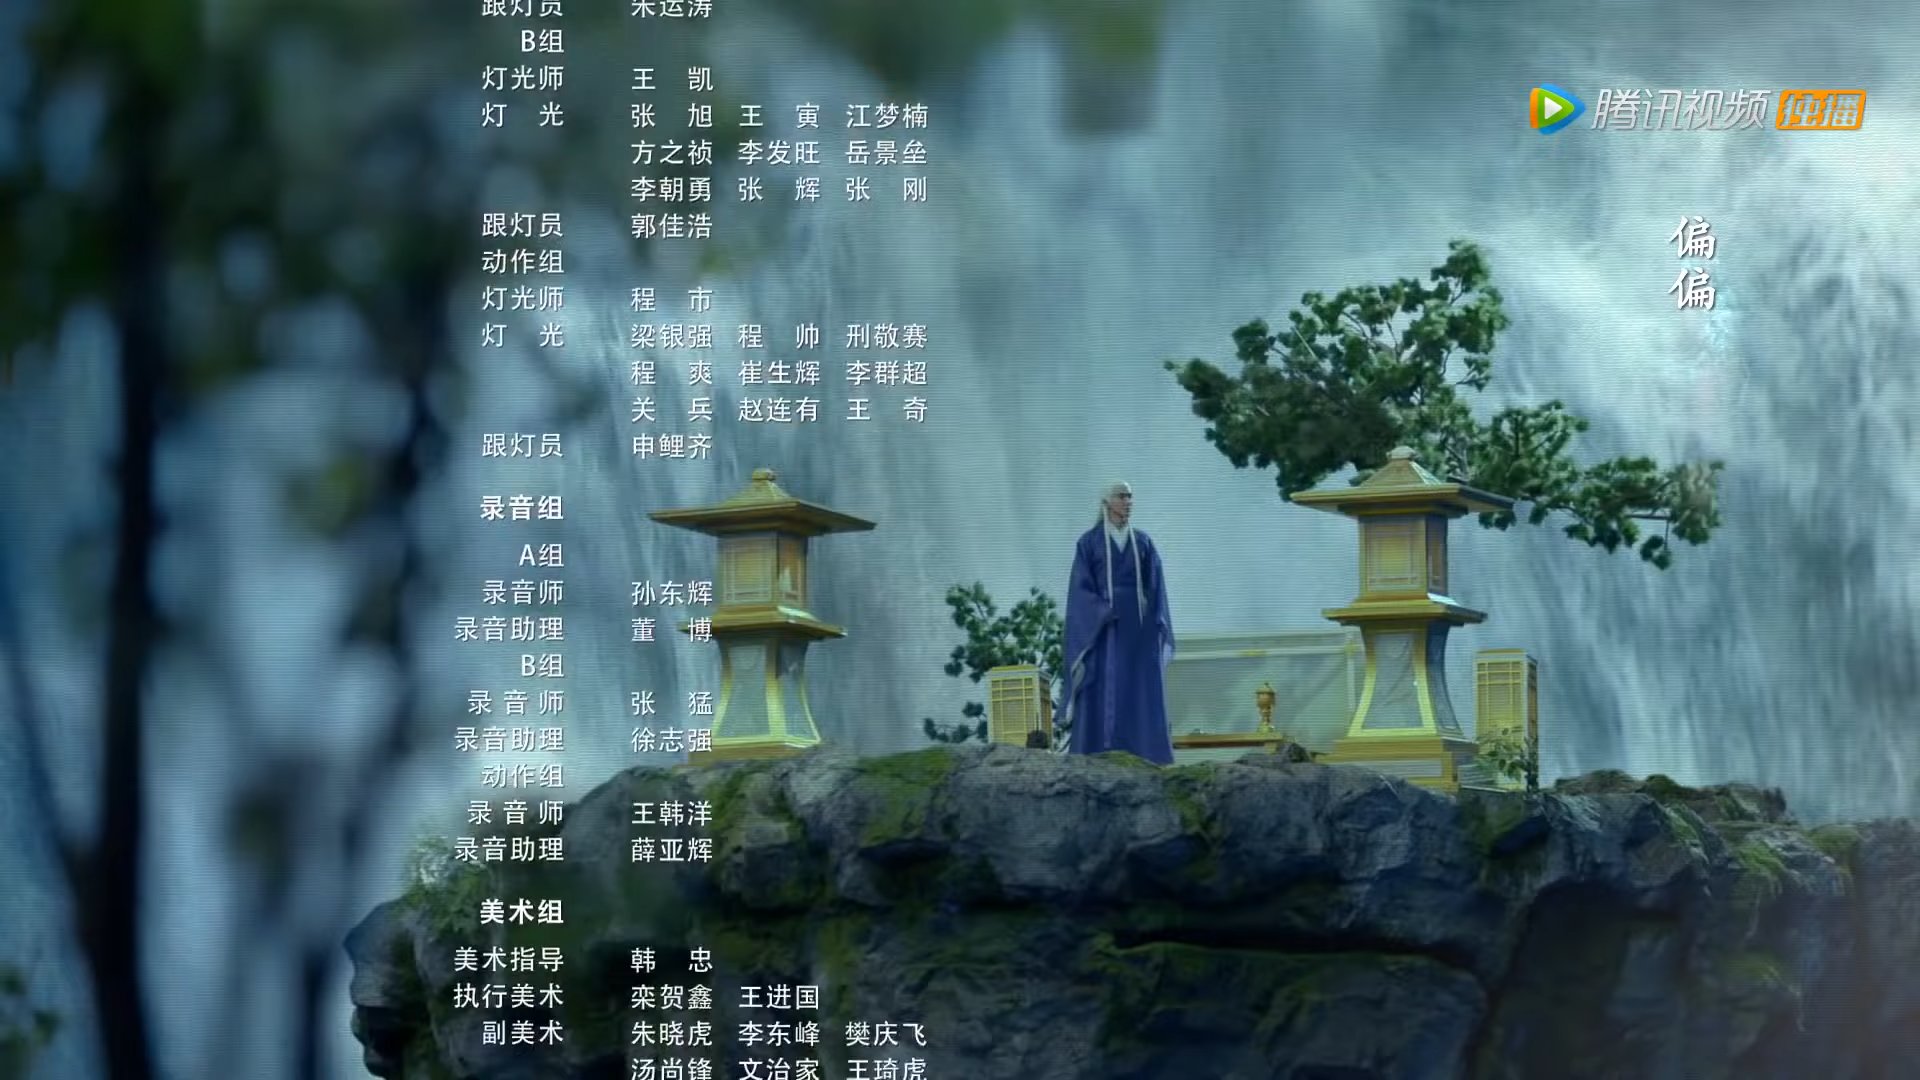 跟灯员 朱运涛
B组
灯光师 王 凯
灯 光 张 旭 王 寅 江梦楠
方之祯 李发旺 岳景垒
李朝勇 张 辉 张 刚
跟灯员 郭佳浩
动作组
灯光师 程 市
灯 光 梁银强 程 帅 刑敬赛
程 爽 崔生辉 李群超
关 兵 赵连有 王 奇
跟灯员 申鲤齐
录音组
A组
录音师 孙东辉
录音助理 董 博
B组
录 音 师 张 猛
录音助理 徐志强
动作组
录 音 师 王韩洋
录音助理 薛亚辉
美术组
美术指导 韩 忠
执行美术 栾贺鑫 王进国
副美术 朱晓虎 李东峰 樊庆飞
汤尚锋 文治家 王琦虎
腾讯视频 独播
偏偏